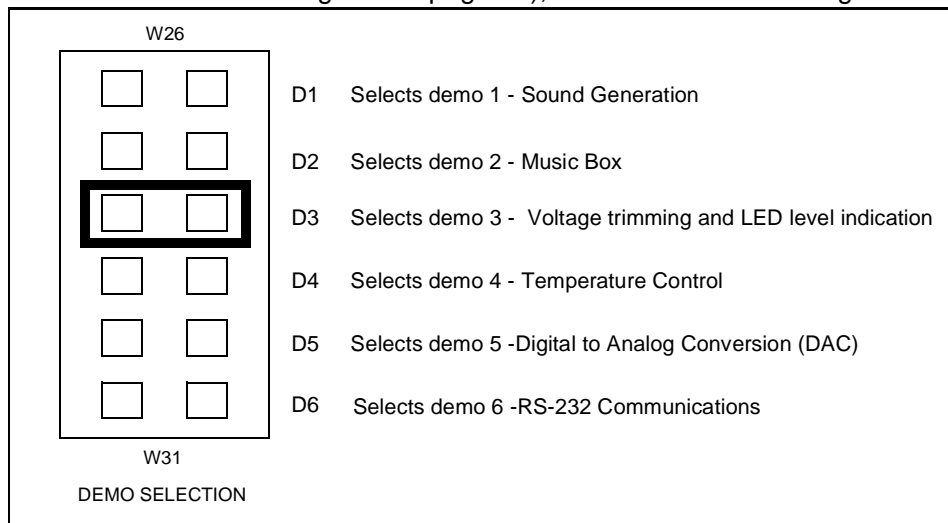 W26
D1 Selects demo 1 - Sound Generation
D2 Selects demo 2 - Music Box
D3 Selects demo 3 - Voltage trimming and LED level indication
D4 Selects demo 4 - Temperature Control
D5 Selects demo 5 -Digital to Analog Conversion (DAC)
D6 Selects demo 6 -RS-232 Communications
W31
DEMO SELECTION